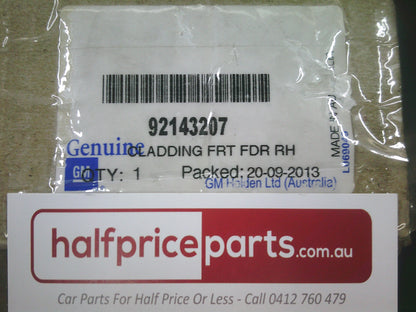 92143207
Genuine
CLADDING FRT FDR RH
GM
QTY: 1 Packed: 20-09-2013
GM Holden Ltd (Australia)
MADE IN
halfpriceparts.com.au
Car Parts For Half Price Or Less - Call 0412 760 479